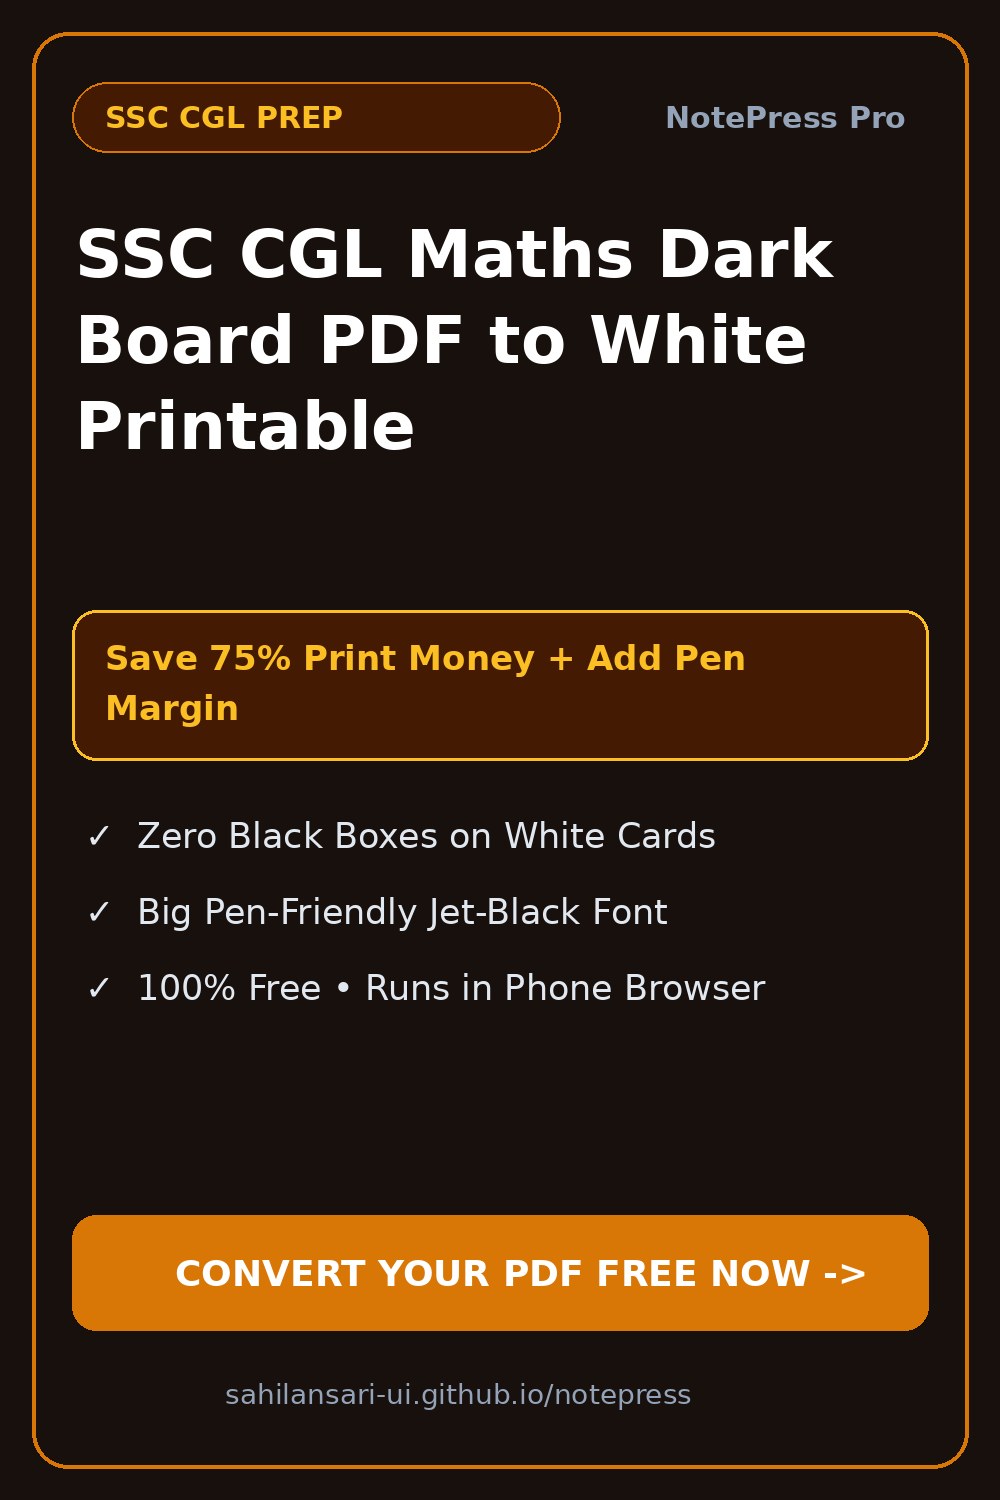 SSC CGL PREP
NotePress Pro
SSC CGL Maths Dark
Board PDF to White
Printable
Save 75% Print Money + Add Pen
Margin
✓ Zero Black Boxes on White Cards
✓ Big Pen-Friendly Jet-Black Font
✓ 100% Free • Runs in Phone Browser
CONVERT YOUR PDF FREE NOW ->
sahilansari-ui.github.io/notepress